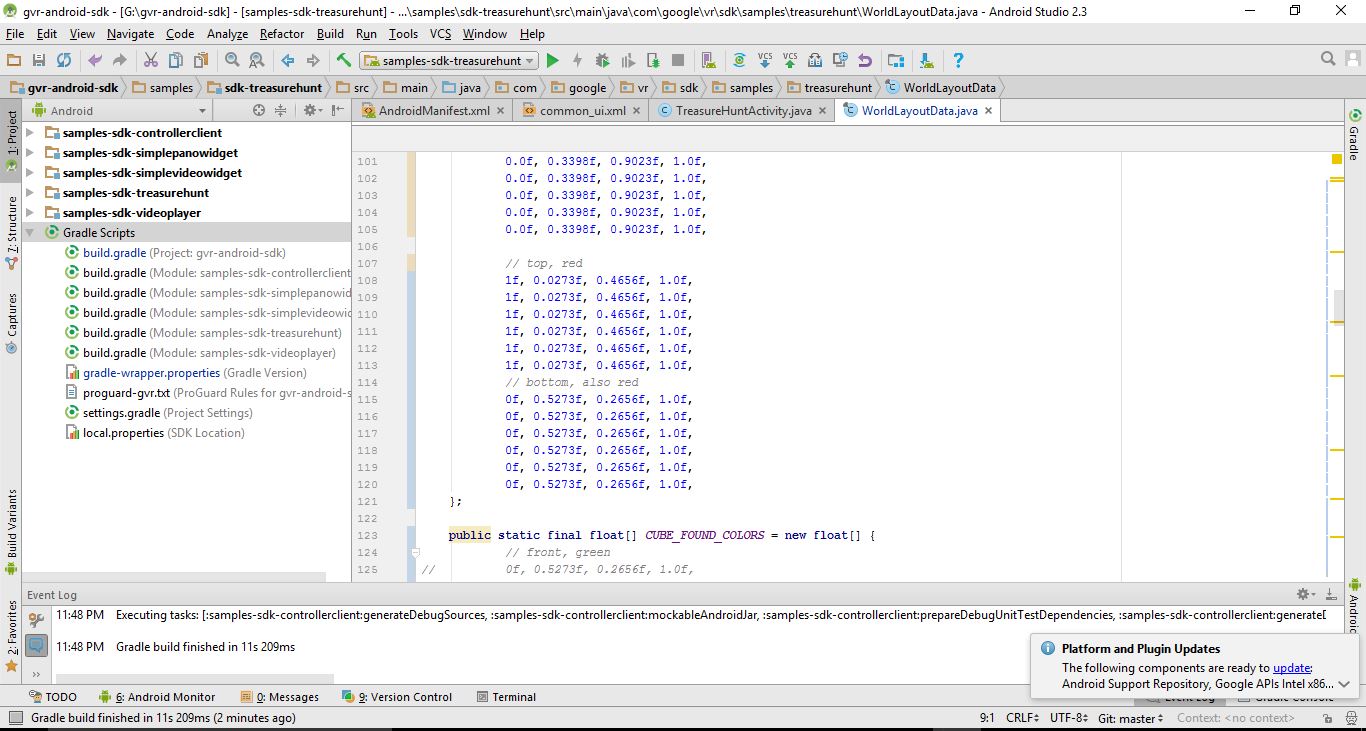 gvr-android-sdk - [G:\gvr-android-sdk] - [samples-sdk-treasurehunt] - ...\samples\sdk-treasurehunt\src\main\java\com\google\vr\sdk\samples\treasurehunt\WorldLayoutData.java - Android Studio 2.3
File Edit View Navigate Code Analyze Refactor Build Run Tools VCS Window Help
samples-sdk-treasurehunt VCS VCS ?
gvr-android-sdk samples sdk-treasurehunt src main java com google vr sdk samples treasurehunt WorldLayoutData
Android AndroidManifest.xml common_ui.xml TreasureHuntActivity.java WorldLayoutData.java
1: Project
7: Structure
Captures
Build Variants
2: Favorites
samples-sdk-controllerclient
samples-sdk-simplepanowidget
samples-sdk-simplevideowidget
samples-sdk-treasurehunt
samples-sdk-videoplayer
Gradle Scripts
build.gradle (Project: gvr-android-sdk)
build.gradle (Module: samples-sdk-controllerclient
build.gradle (Module: samples-sdk-simplepanowid
build.gradle (Module: samples-sdk-simplevideowid
build.gradle (Module: samples-sdk-treasurehunt)
build.gradle (Module: samples-sdk-videoplayer)
gradle-wrapper.properties (Gradle Version)
proguard-gvr.txt (ProGuard Rules for gvr-android-s
settings.gradle (Project Settings)
local.properties (SDK Location)
101 0.0f, 0.3398f, 0.9023f, 1.0f,
102 0.0f, 0.3398f, 0.9023f, 1.0f,
103 0.0f, 0.3398f, 0.9023f, 1.0f,
104 0.0f, 0.3398f, 0.9023f, 1.0f,
105 0.0f, 0.3398f, 0.9023f, 1.0f,
106
107 // top, red
108 1f, 0.0273f, 0.4656f, 1.0f,
109 1f, 0.0273f, 0.4656f, 1.0f,
110 1f, 0.0273f, 0.4656f, 1.0f,
111 1f, 0.0273f, 0.4656f, 1.0f,
112 1f, 0.0273f, 0.4656f, 1.0f,
113 1f, 0.0273f, 0.4656f, 1.0f,
114 // bottom, also red
115 0f, 0.5273f, 0.2656f, 1.0f,
116 0f, 0.5273f, 0.2656f, 1.0f,
117 0f, 0.5273f, 0.2656f, 1.0f,
118 0f, 0.5273f, 0.2656f, 1.0f,
119 0f, 0.5273f, 0.2656f, 1.0f,
120 0f, 0.5273f, 0.2656f, 1.0f,
121 };
122
123 public static final float[] CUBE_FOUND_COLORS = new float[] {
124 // front, green
125 // 0f, 0.5273f, 0.2656f, 1.0f,
Gradle
Event Log
11:48 PM Executing tasks: [:samples-sdk-controllerclient:generateDebugSources, :samples-sdk-controllerclient:mockableAndroidJar, :samples-sdk-controllerclient:prepareDebugUnitTestDependencies, :samples-sdk-controllerclient:generateD
11:48 PM Gradle build finished in 11s 209ms
Platform and Plugin Updates
The following components are ready to update:
Android Support Repository, Google APIs Intel x86...
TODO 6: Android Monitor 0: Messages 9: Version Control Terminal
Gradle build finished in 11s 209ms (2 minutes ago) 9:1 CRLF UTF-8 Git: master Context: <no context>